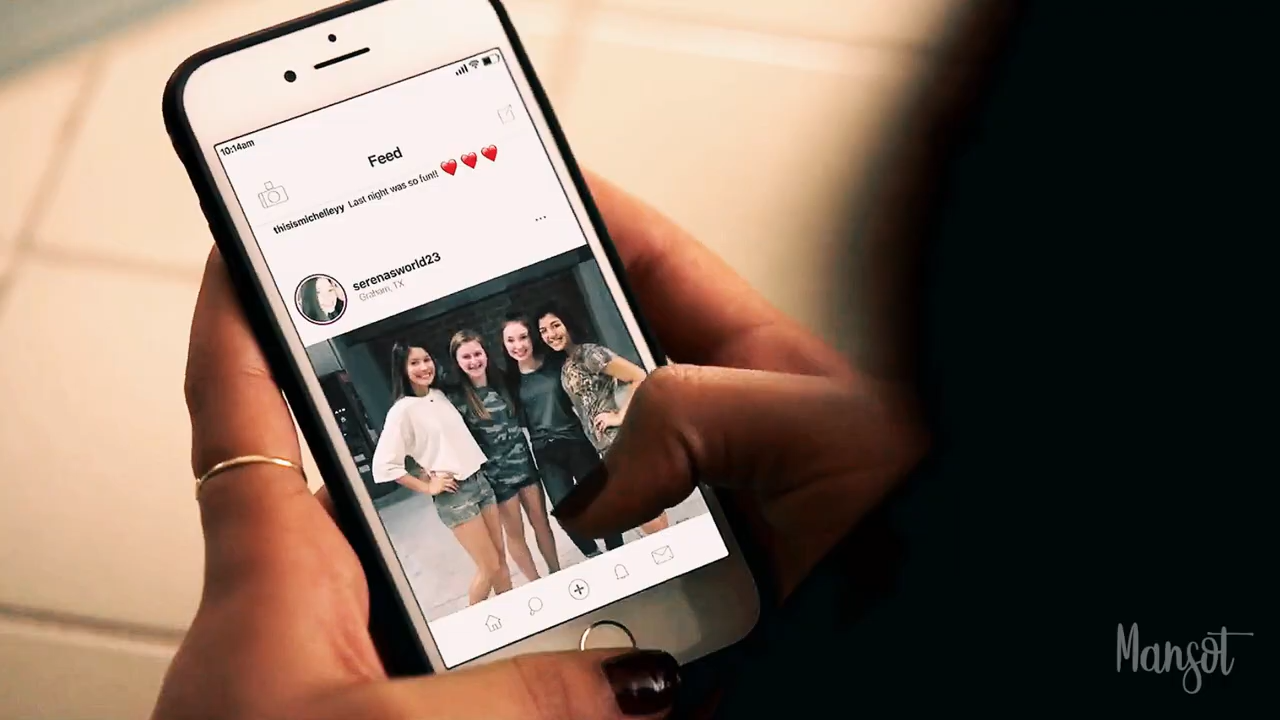 10:14am
Feed
thisismichelleyy Last night was so fun!! ❤️❤️❤️
serenasworld23
Graham, TX
Mansot